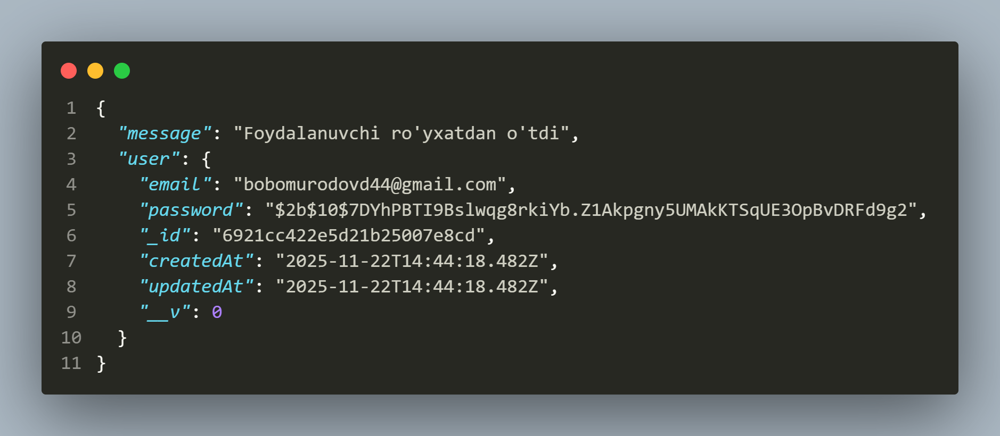 1 {
2   "message": "Foydalanuvchi ro'yxatdan o'tdi",
3   "user": {
4     "email": "bobomurodovd44@gmail.com",
5     "password": "$2b$10$7DYhPBTI9Bslwqg8rkiYb.Z1Akpgny5UMAkKTSqUE3OpBvDRFd9g2",
6     "_id": "6921cc422e5d21b25007e8cd",
7     "createdAt": "2025-11-22T14:44:18.482Z",
8     "updatedAt": "2025-11-22T14:44:18.482Z",
9     "__v": 0
10   }
11 }